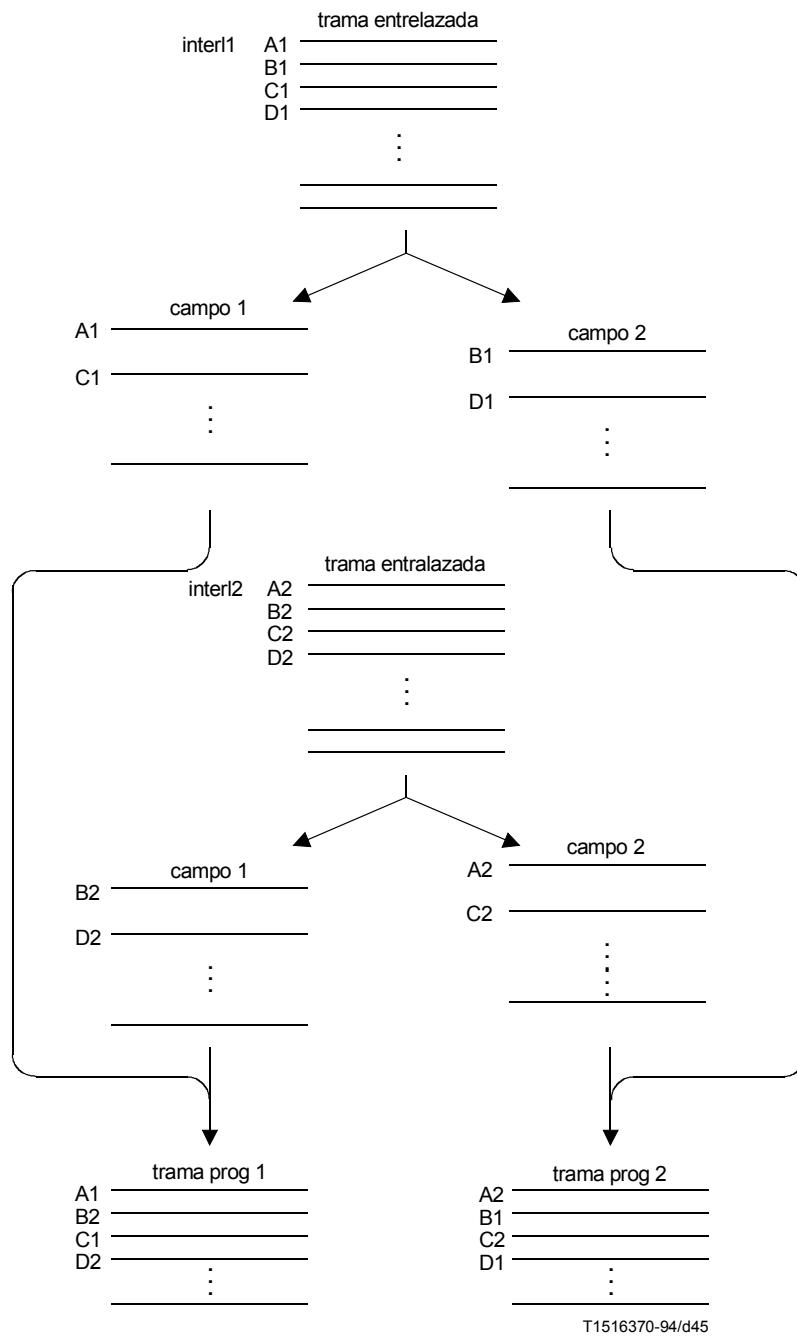 trama entrelazada
interl1 A1
B1
C1
D1
campo 1
A1
C1
campo 2
B1
D1
trama entralazada
interl2 A2
B2
C2
D2
campo 1
B2
D2
campo 2
A2
C2
trama prog 1
A1
B2
C1
D2
trama prog 2
A2
B1
C2
D1
T1516370-94/d45